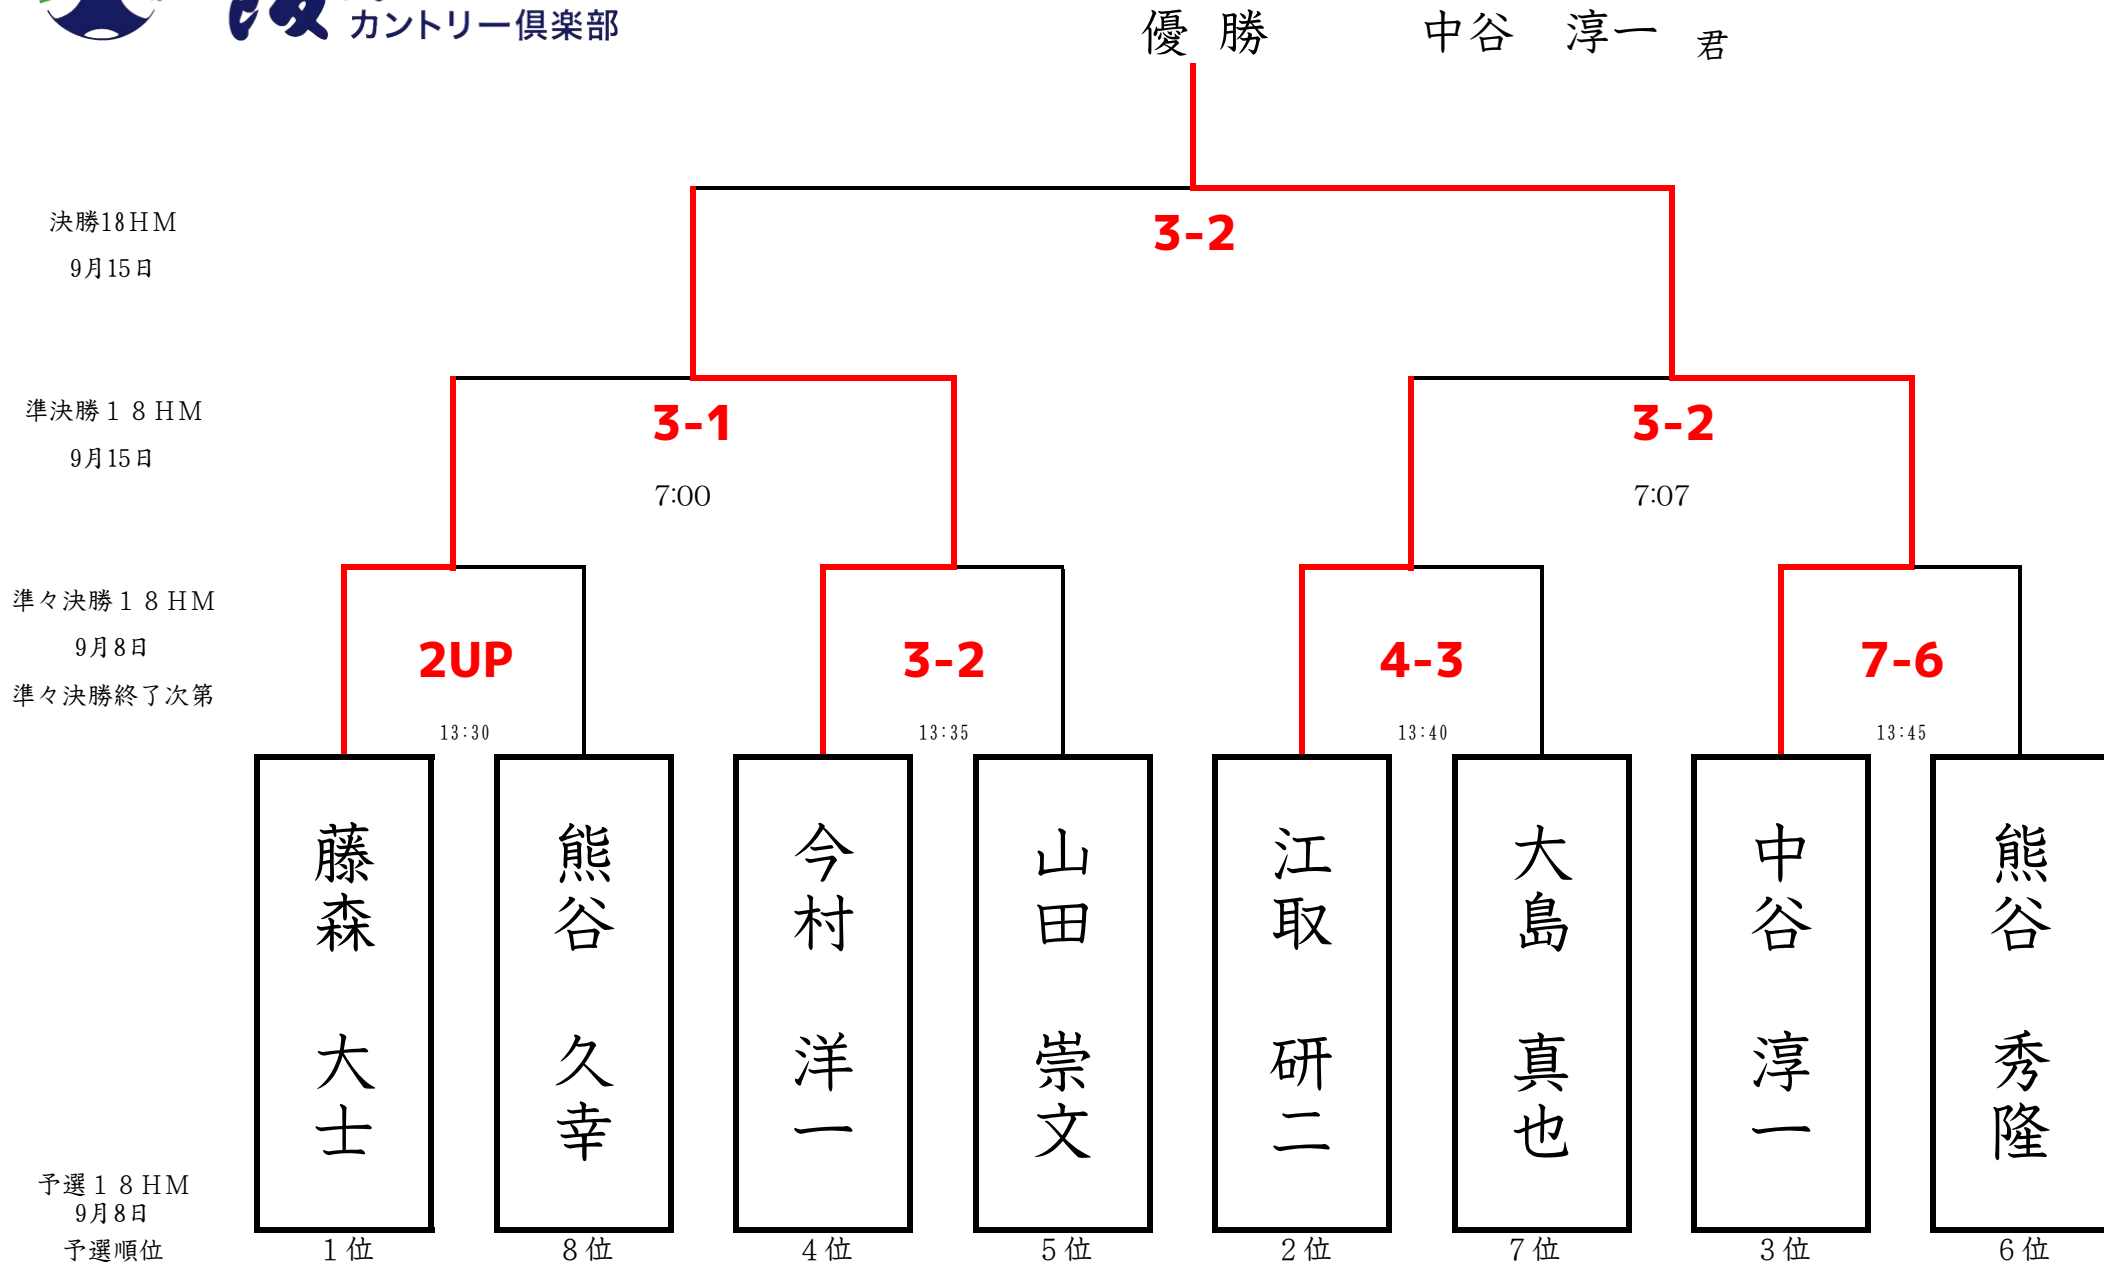 カントリー倶楽部
優勝 中谷 淳一 君
決勝18HM
9月15日
3-2
準決勝18HM
9月15日
3-1
3-2
7:00
7:07
準々決勝18HM
9月8日
準々決勝終了次第
2UP
3-2
4-3
7-6
13:30
13:35
13:40
13:45
藤森 大士
熊谷 久幸
今村 洋一
山田 崇文
江取 研二
大島 真也
中谷 淳一
熊谷 秀隆
予選18HM
9月8日
予選順位
1位
8位
4位
5位
2位
7位
3位
6位